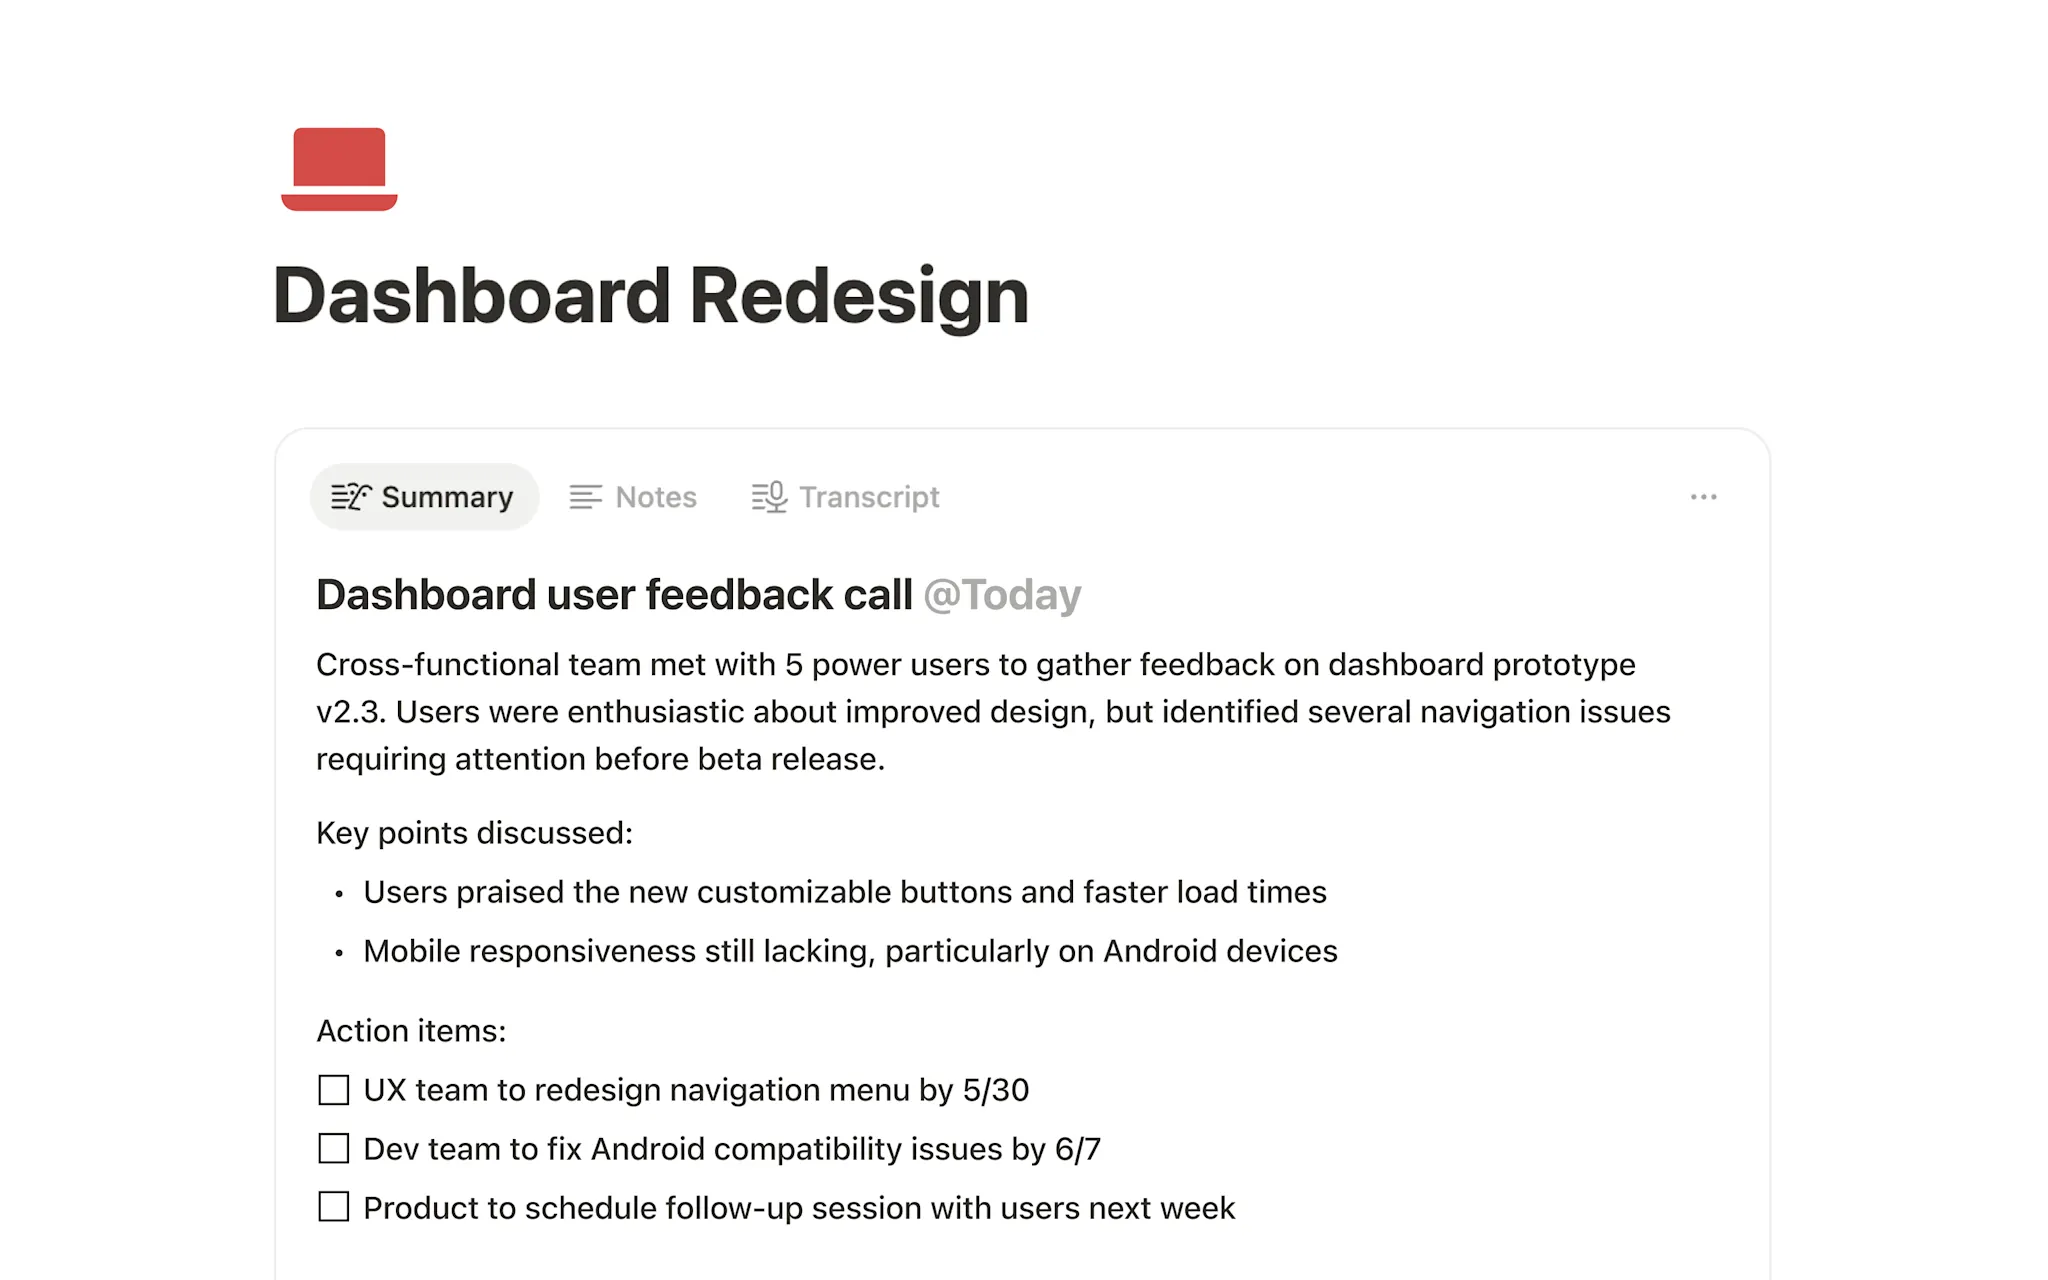 Dashboard Redesign
Summary Notes Transcript
Dashboard user feedback call @Today
Cross-functional team met with 5 power users to gather feedback on dashboard prototype
v2.3. Users were enthusiastic about improved design, but identified several navigation issues
requiring attention before beta release.
Key points discussed:
• Users praised the new customizable buttons and faster load times
• Mobile responsiveness still lacking, particularly on Android devices
Action items:
UX team to redesign navigation menu by 5/30
Dev team to fix Android compatibility issues by 6/7
Product to schedule follow-up session with users next week